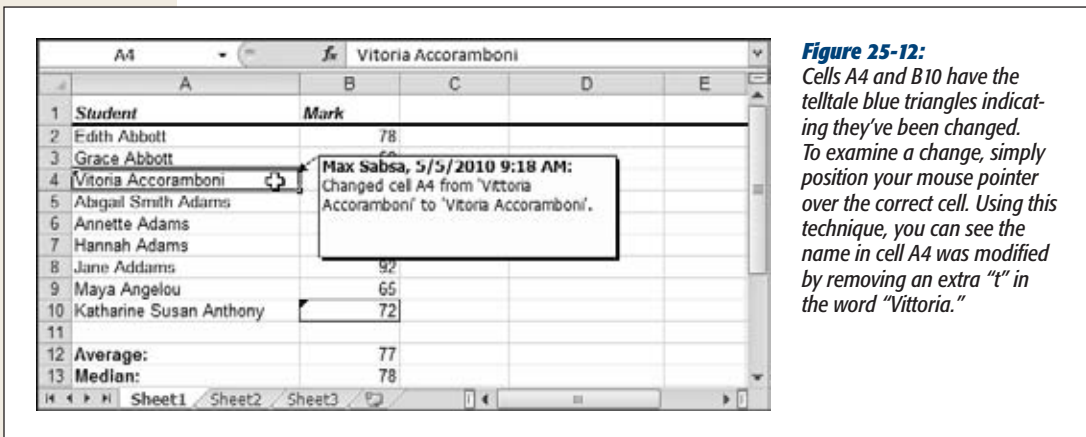 A4 fx Vitoria Accoramboni
A B C D E
1 Student Mark
2 Edith Abbott 78
3 Grace Abbott
4 Vitoria Accoramboni
5 Abigail Smith Adams
6 Annette Adams
7 Hannah Adams
8 Jane Addams 92
9 Maya Angelou 65
10 Katharine Susan Anthony 72
11
12 Average: 77
13 Median: 78
Max Sabsa, 5/5/2010 9:18 AM:
Changed cell A4 from 'Vittoria
Accoramboni' to 'Vitoria Accoramboni'.
Sheet1 Sheet2 Sheet3
Figure 25-12:
Cells A4 and B10 have the
telltale blue triangles indicat-
ing they've been changed.
To examine a change, simply
position your mouse pointer
over the correct cell. Using this
technique, you can see the
name in cell A4 was modified
by removing an extra “t” in
the word “Vittoria.”